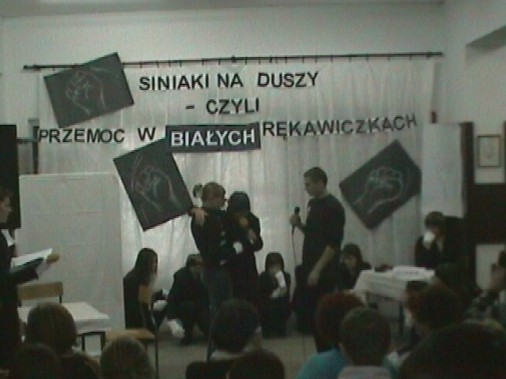 SINIAKI NA DUSZY
- CZYLI
PRZEMOC W BIAŁYCH RĘKAWICZKACH